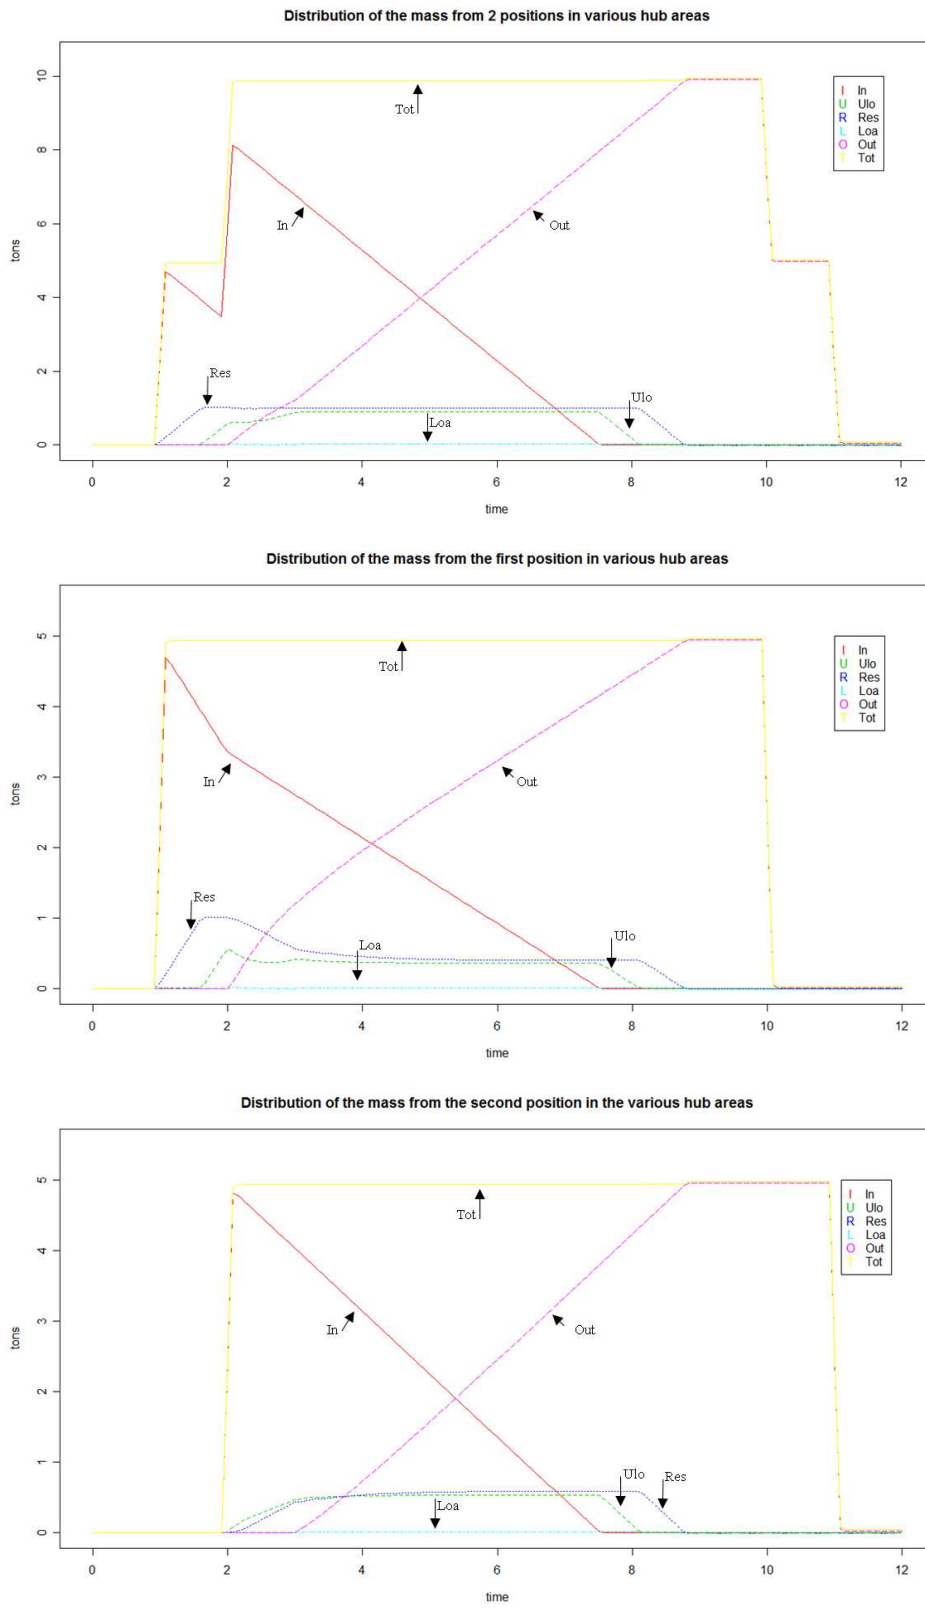 Distribution of the mass from 2 positions in various hub areas
10
8
6
4
2
0
tons
Tot
In
Out
Res
Ulo
Loa
I In
U Ulo
R Res
L Loa
O Out
T Tot
0 2 4 6 8 10 12
time
Distribution of the mass from the first position in various hub areas
5
4
3
2
1
0
tons
Tot
In
Out
Res
Ulo
Loa
I In
U Ulo
R Res
L Loa
O Out
T Tot
0 2 4 6 8 10 12
time
Distribution of the mass from the second position in the various hub areas
5
4
3
2
1
0
tons
Tot
In
Out
Ulo
Res
Loa
I In
U Ulo
R Res
L Loa
O Out
T Tot
0 2 4 6 8 10 12
time